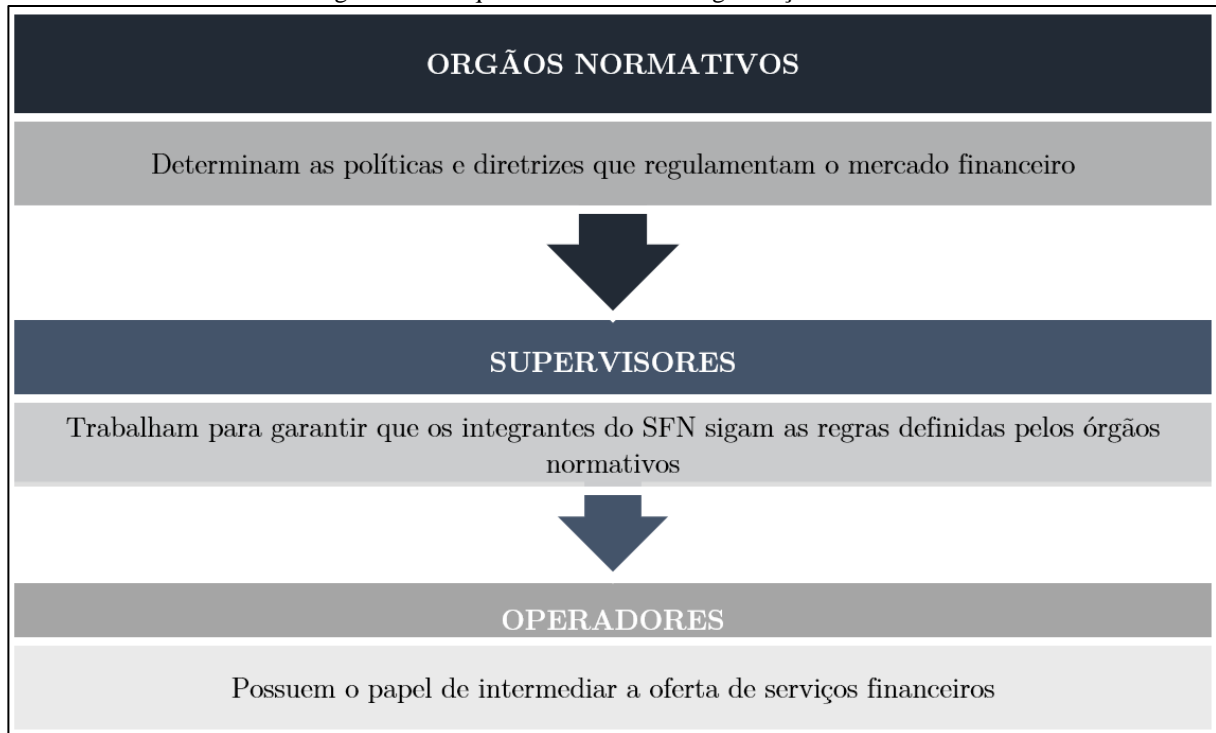 ORGÃOS NORMATIVOS
Determinam as políticas e diretrizes que regulamentam o mercado financeiro
SUPERVISORES
Trabalham para garantir que os integrantes do SFN sigam as regras definidas pelos órgãos
normativos
OPERADORES
Possuem o papel de intermediar a oferta de serviços financeiros